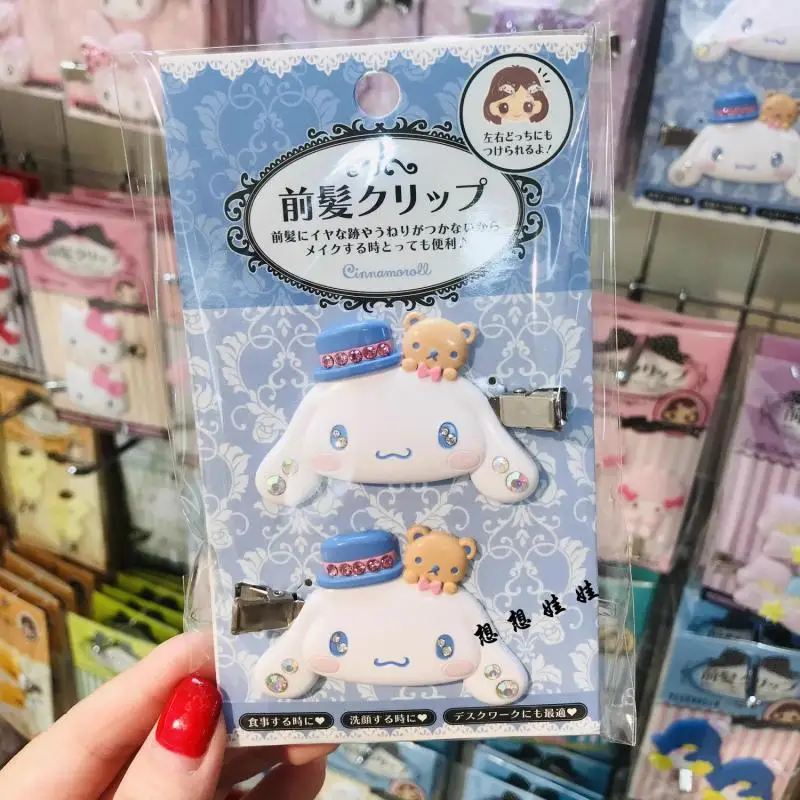 左右どっちにも
つけられるよ!
前髪クリップ
前髪にイヤな跡やうねりがつかないから
メイクする時とっても便利♪
Cinnamoroll
想想娃娃
食事する時に♥
洗顔する時に♥
デスクワークにも最適♥